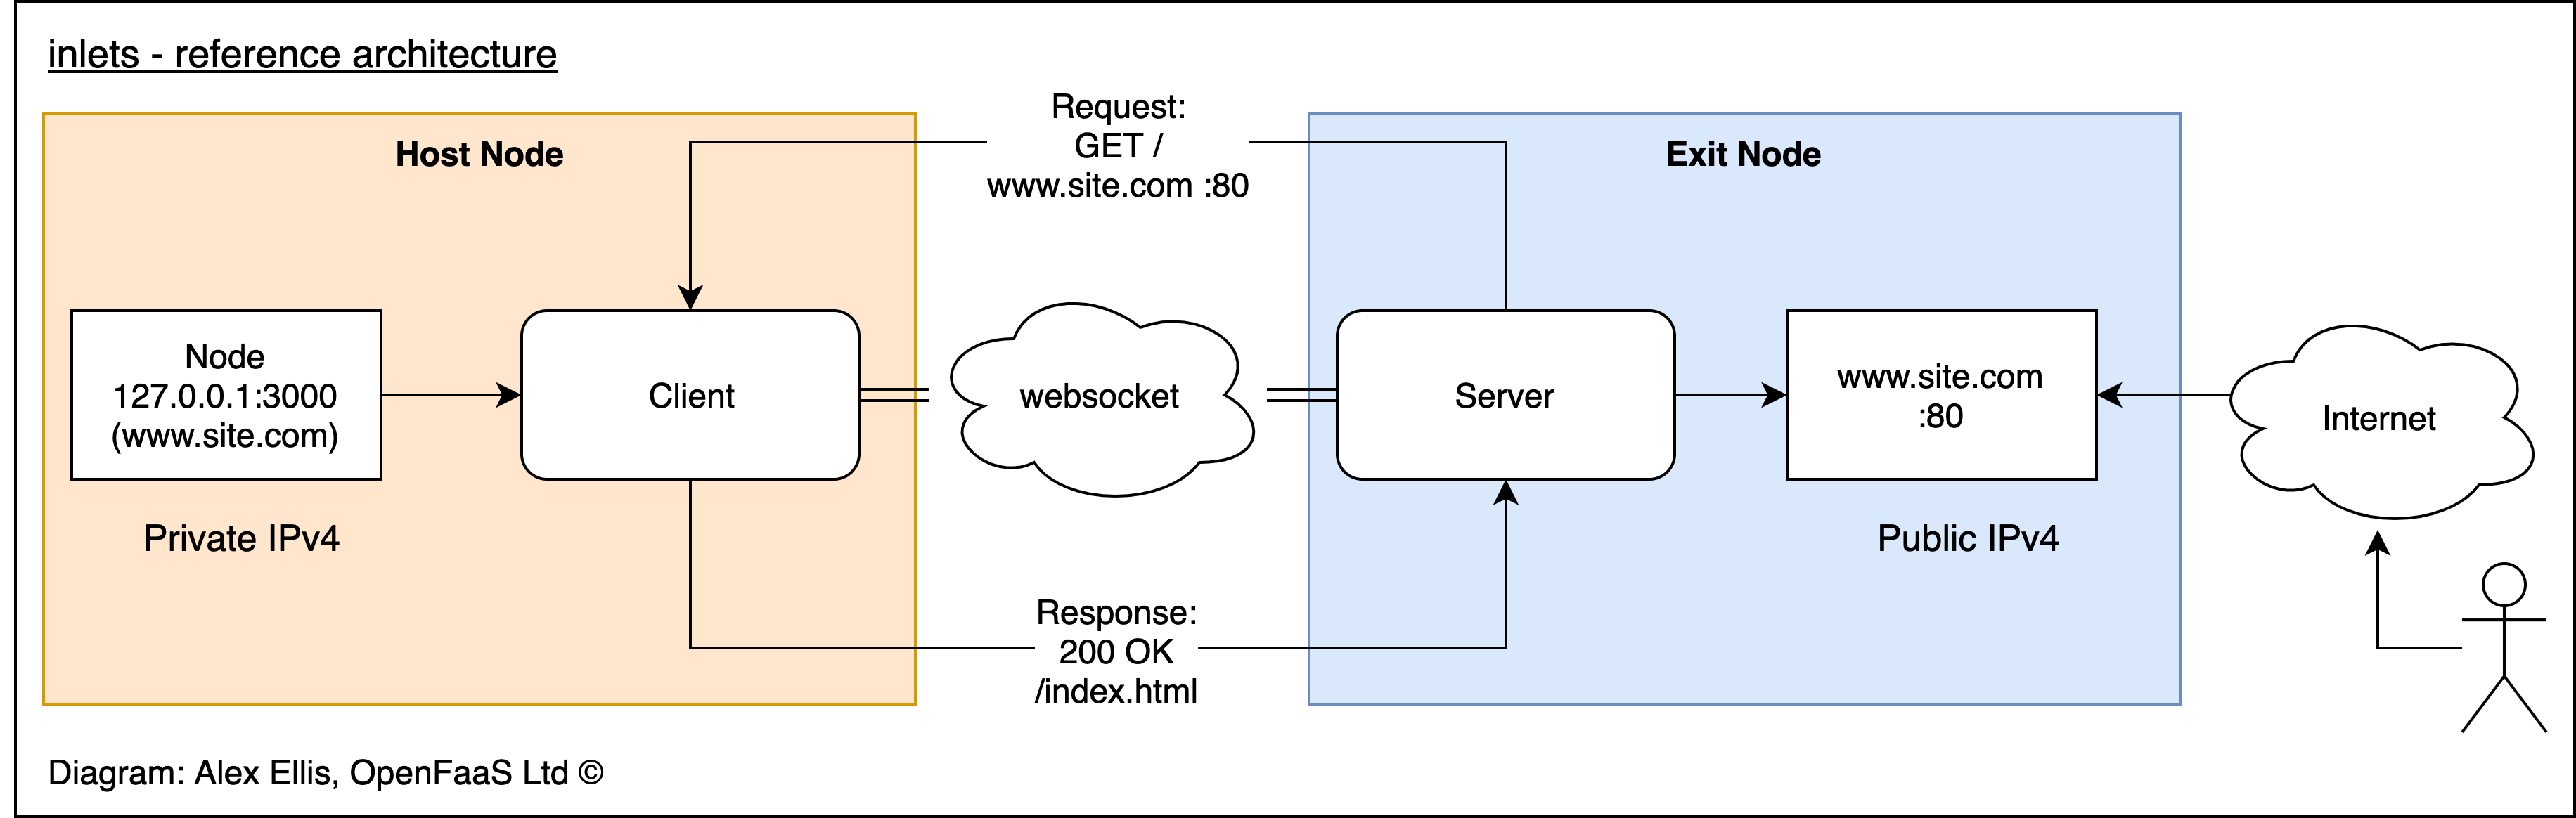 inlets - reference architecture
Request:
GET /
www.site.com :80
Host Node
Exit Node
Node
127.0.0.1:3000
(www.site.com)
Client
websocket
Server
www.site.com
:80
Internet
Private IPv4
Public IPv4
Response:
200 OK
/index.html
Diagram: Alex Ellis, OpenFaaS Ltd ©